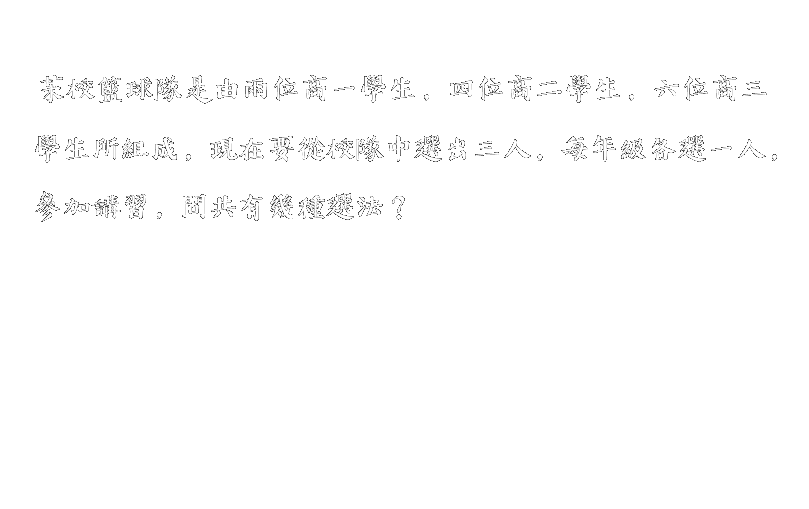 某校籃球隊是由兩位高一學生，四位高二學生，六位高三
學生所組成，現在要從校隊中選出三人，每年級各選一人，
參加講習，問共有幾種選法？